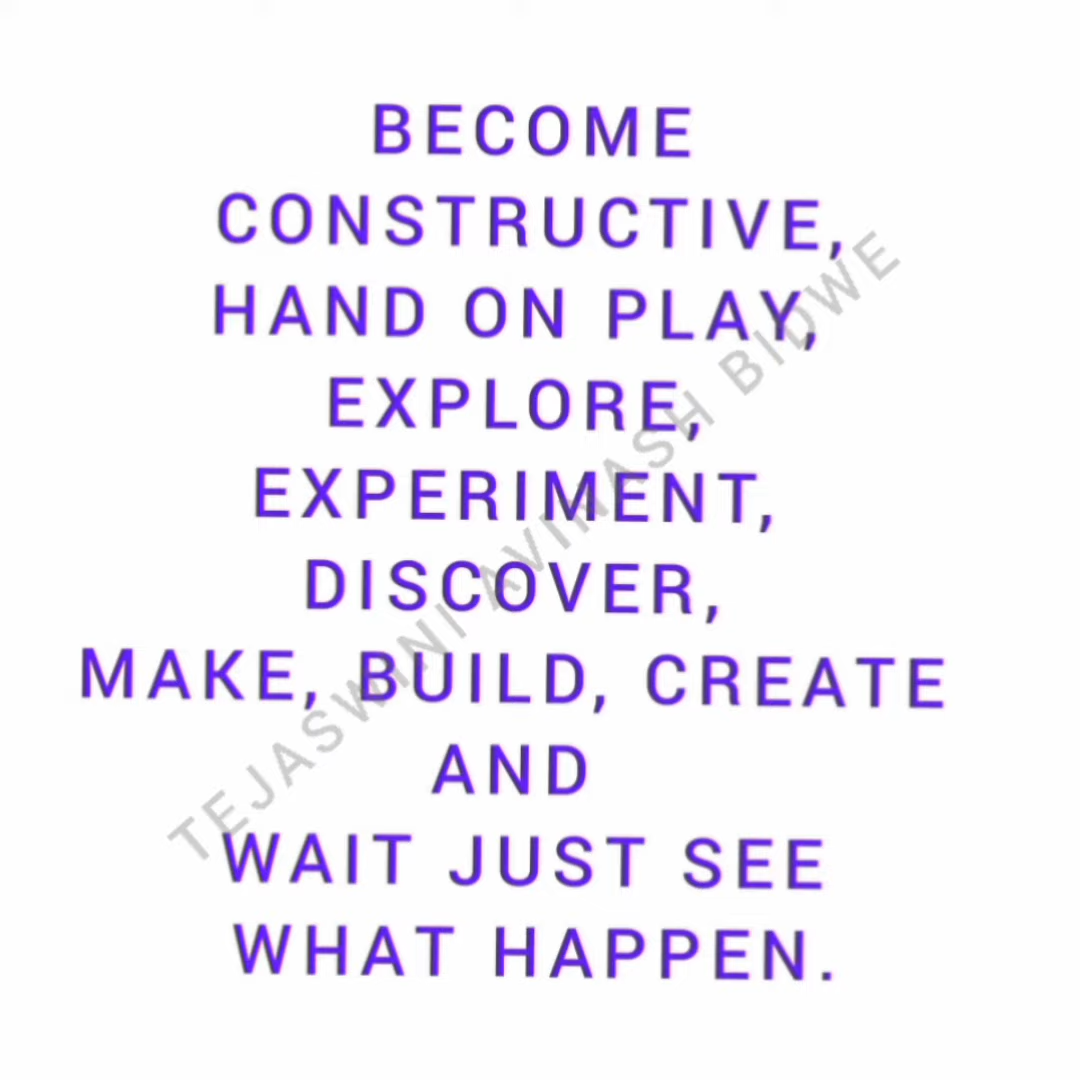 BECOME
CONSTRUCTIVE,
HAND ON PLAY,
EXPLORE,
EXPERIMENT,
DISCOVER,
MAKE, BUILD, CREATE
AND
WAIT JUST SEE
WHAT HAPPEN.
TEJASWINI AVINASH BIDWE